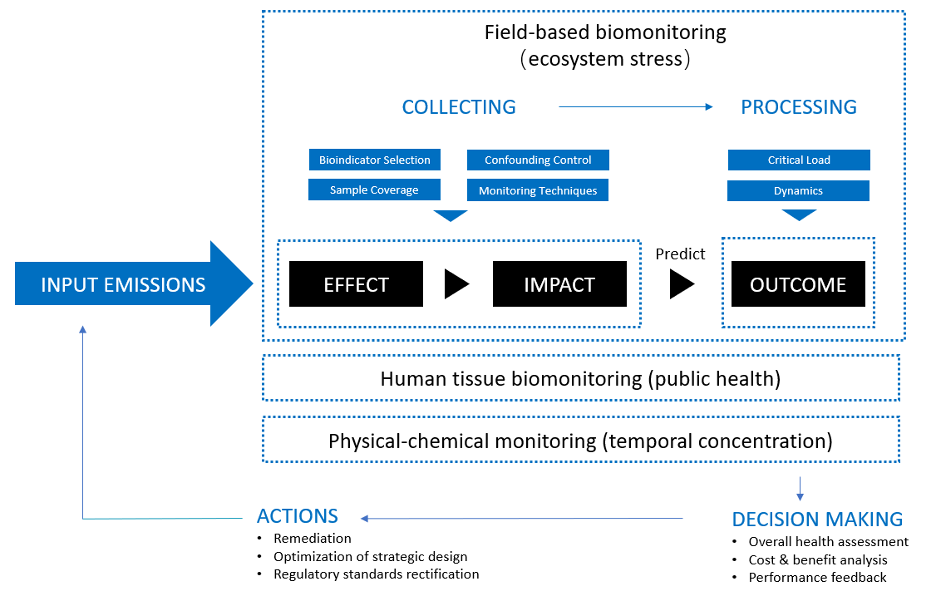 Field-based biomonitoring
（ecosystem stress）
COLLECTING
PROCESSING
Bioindicator Selection
Confounding Control
Sample Coverage
Monitoring Techniques
Critical Load
Dynamics
INPUT EMISSIONS
EFFECT
IMPACT
Predict
OUTCOME
Human tissue biomonitoring (public health)
Physical-chemical monitoring (temporal concentration)
DECISION MAKING
• Overall health assessment
• Cost & benefit analysis
• Performance feedback
ACTIONS
• Remediation
• Optimization of strategic design
• Regulatory standards rectification